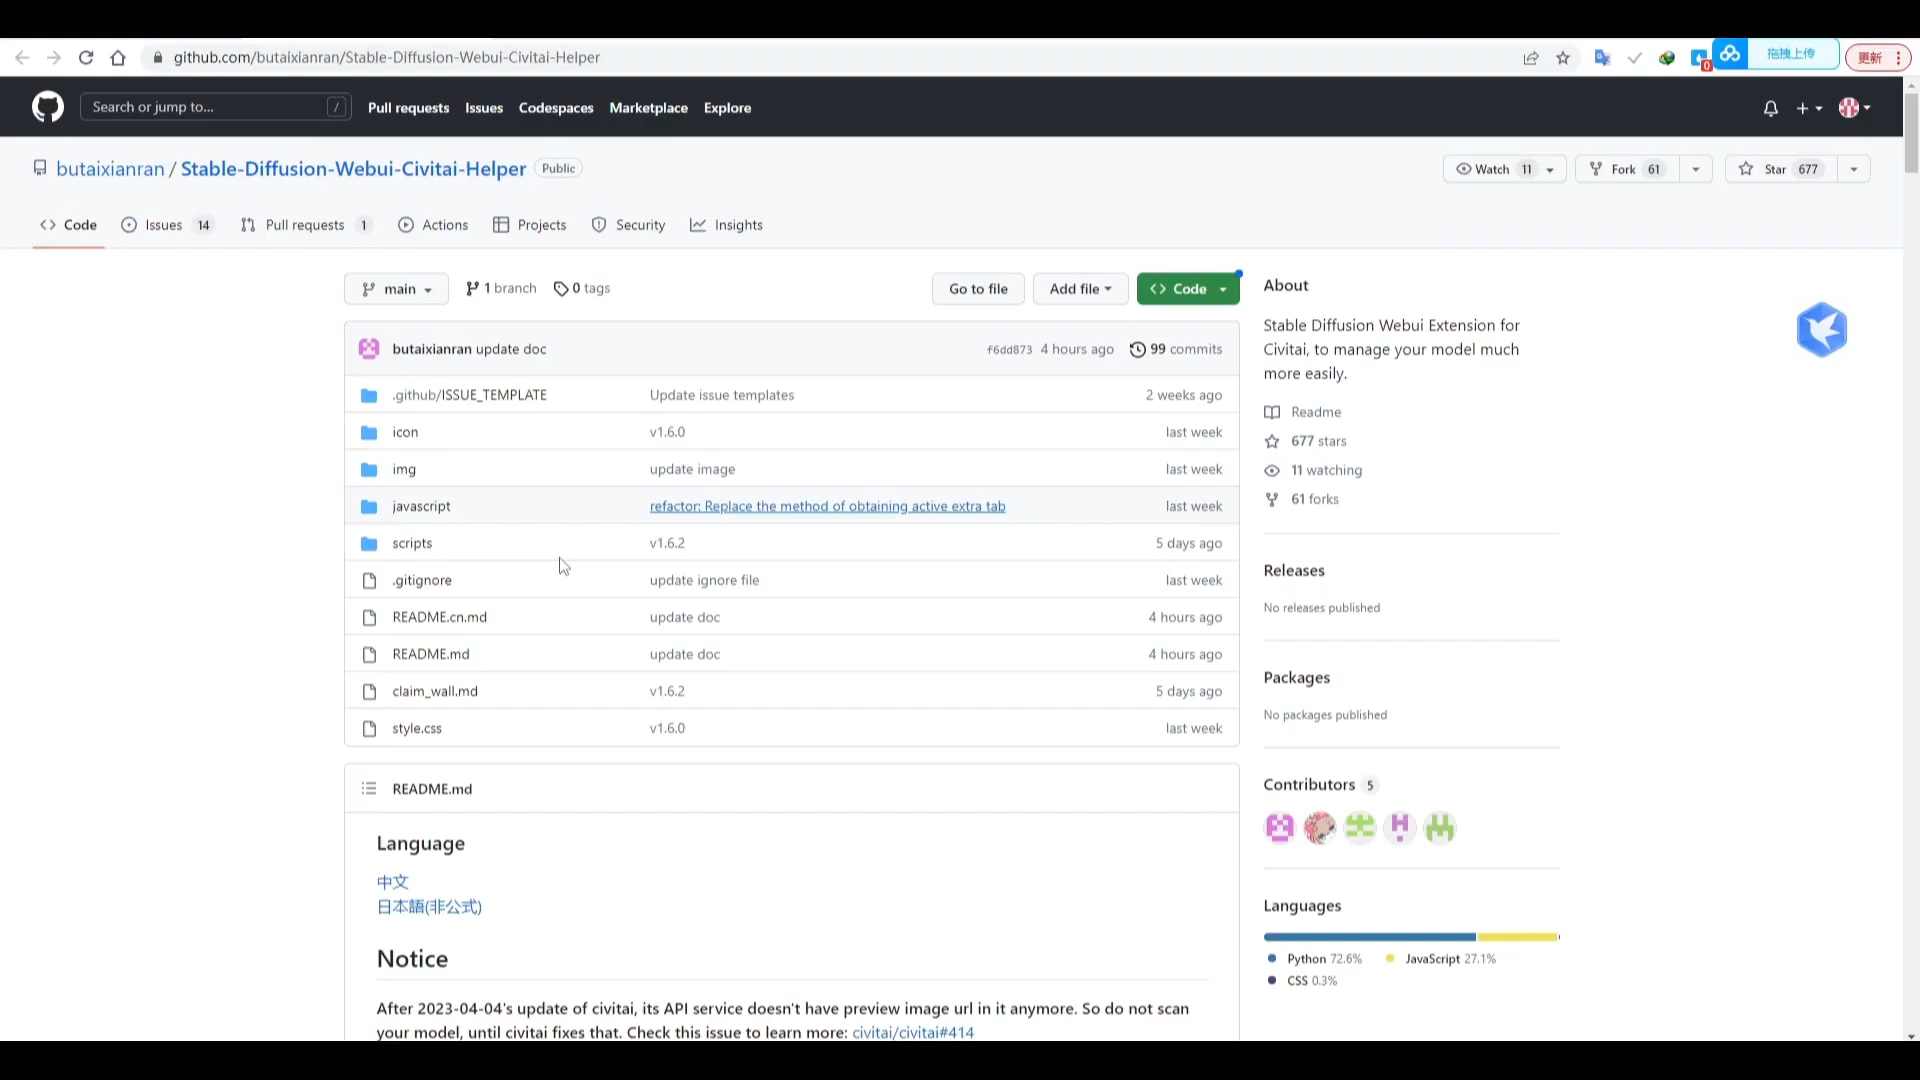 github.com/butaixianran/Stable-Diffusion-Webui-Civitai-Helper
0
拖拽上传
更新
Search or jump to...
/
Pull requests
Issues
Codespaces
Marketplace
Explore
butaixianran / Stable-Diffusion-Webui-Civitai-Helper Public
Watch 11
Fork 61
Star 677
Code
Issues 14
Pull requests 1
Actions
Projects
Security
Insights
main
1 branch
0 tags
Go to file
Add file
Code
butaixianran update doc f6dd873 4 hours ago 99 commits
.github/ISSUE_TEMPLATE Update issue templates 2 weeks ago
icon v1.6.0 last week
img update image last week
javascript refactor: Replace the method of obtaining active extra tab last week
scripts v1.6.2 5 days ago
.gitignore update ignore file last week
README.cn.md update doc 4 hours ago
README.md update doc 4 hours ago
claim_wall.md v1.6.2 5 days ago
style.css v1.6.0 last week
README.md
Language
中文
日本語(非公式)
Notice
After 2023-04-04's update of civitai, its API service doesn't have preview image url in it anymore. So do not scan
your model, until civitai fixes that. Check this issue to learn more: civitai/civitai#414
About
Stable Diffusion Webui Extension for
Civitai, to manage your model much
more easily.
Readme
677 stars
11 watching
61 forks
Releases
No releases published
Packages
No packages published
Contributors 5
Languages
Python 72.6%
JavaScript 27.1%
CSS 0.3%